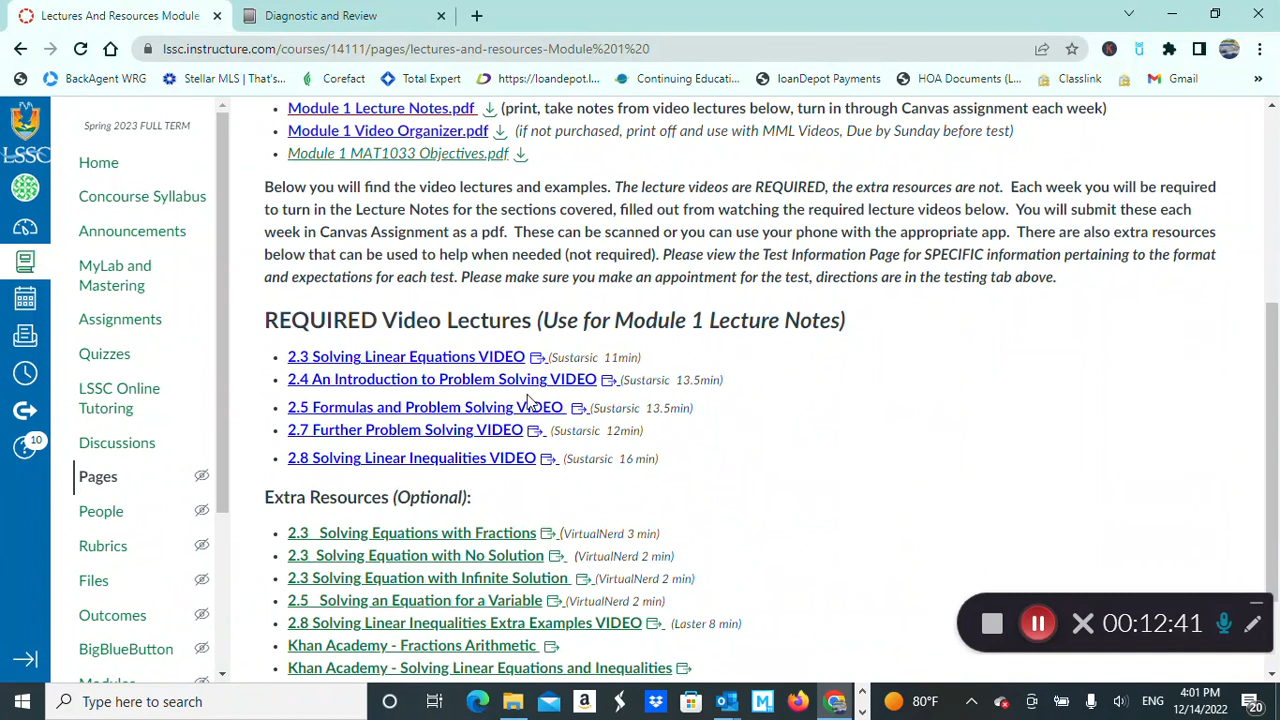 Lectures And Resources Module
Diagnostic and Review
lssc.instructure.com/courses/14111/pages/lectures-and-resources-Module%201%20
BackAgent WRG
Stellar MLS | That's...
Corefact
Total Expert
https://loandepot.l...
Continuing Educati...
loanDepot Payments
HOA Documents (L...
Classlink
Gmail
»
LSSC
10
Spring 2023 FULL TERM
Home
Concourse Syllabus
Announcements
MyLab and
Mastering
Assignments
Quizzes
LSSC Online
Tutoring
Discussions
Pages
People
Rubrics
Files
Outcomes
BigBlueButton
Modules
• Module 1 Lecture Notes.pdf (print, take notes from video lectures below, turn in through Canvas assignment each week)
• Module 1 Video Organizer.pdf (if not purchased, print off and use with MML Videos, Due by Sunday before test)
• Module 1 MAT1033 Objectives.pdf
Below you will find the video lectures and examples. The lecture videos are REQUIRED, the extra resources are not. Each week you will be required
to turn in the Lecture Notes for the sections covered, filled out from watching the required lecture videos below. You will submit these each
week in Canvas Assignment as a pdf. These can be scanned or you can use your phone with the appropriate app. There are also extra resources
below that can be used to help when needed (not required). Please view the Test Information Page for SPECIFIC information pertaining to the format
and expectations for each test. Please make sure you make an appointment for the test, directions are in the testing tab above.
REQUIRED Video Lectures (Use for Module 1 Lecture Notes)
• 2.3 Solving Linear Equations VIDEO (Sustarsic 11min)
• 2.4 An Introduction to Problem Solving VIDEO (Sustarsic 13.5min)
• 2.5 Formulas and Problem Solving VIDEO (Sustarsic 13.5min)
• 2.7 Further Problem Solving VIDEO (Sustarsic 12min)
• 2.8 Solving Linear Inequalities VIDEO (Sustarsic 16 min)
Extra Resources (Optional):
• 2.3 Solving Equations with Fractions (VirtualNerd 3 min)
• 2.3 Solving Equation with No Solution (VirtualNerd 2 min)
• 2.3 Solving Equation with Infinite Solution (VirtualNerd 2 min)
• 2.5 Solving an Equation for a Variable (VirtualNerd 2 min)
• 2.8 Solving Linear Inequalities Extra Examples VIDEO (Laster 8 min)
Khan Academy - Fractions Arithmetic
Khan Academy - Solving Linear Equations and Inequalities
00:12:41
Type here to search
80°F
ENG
4:01 PM
12/14/2022
20